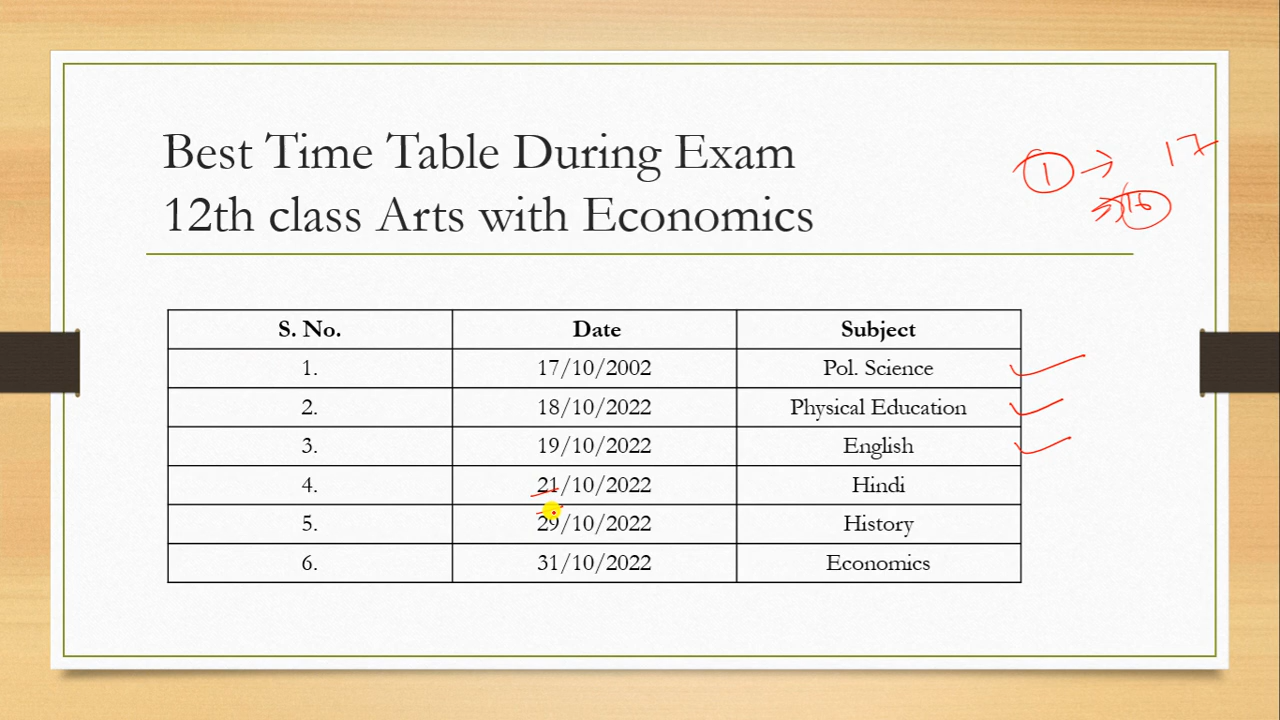 Best Time Table During Exam
12th class Arts with Economics
1 → 17
16
S. No. Date Subject
1. 17/10/2002 Pol. Science
2. 18/10/2022 Physical Education
3. 19/10/2022 English
4. 21/10/2022 Hindi
5. 29/10/2022 History
6. 31/10/2022 Economics